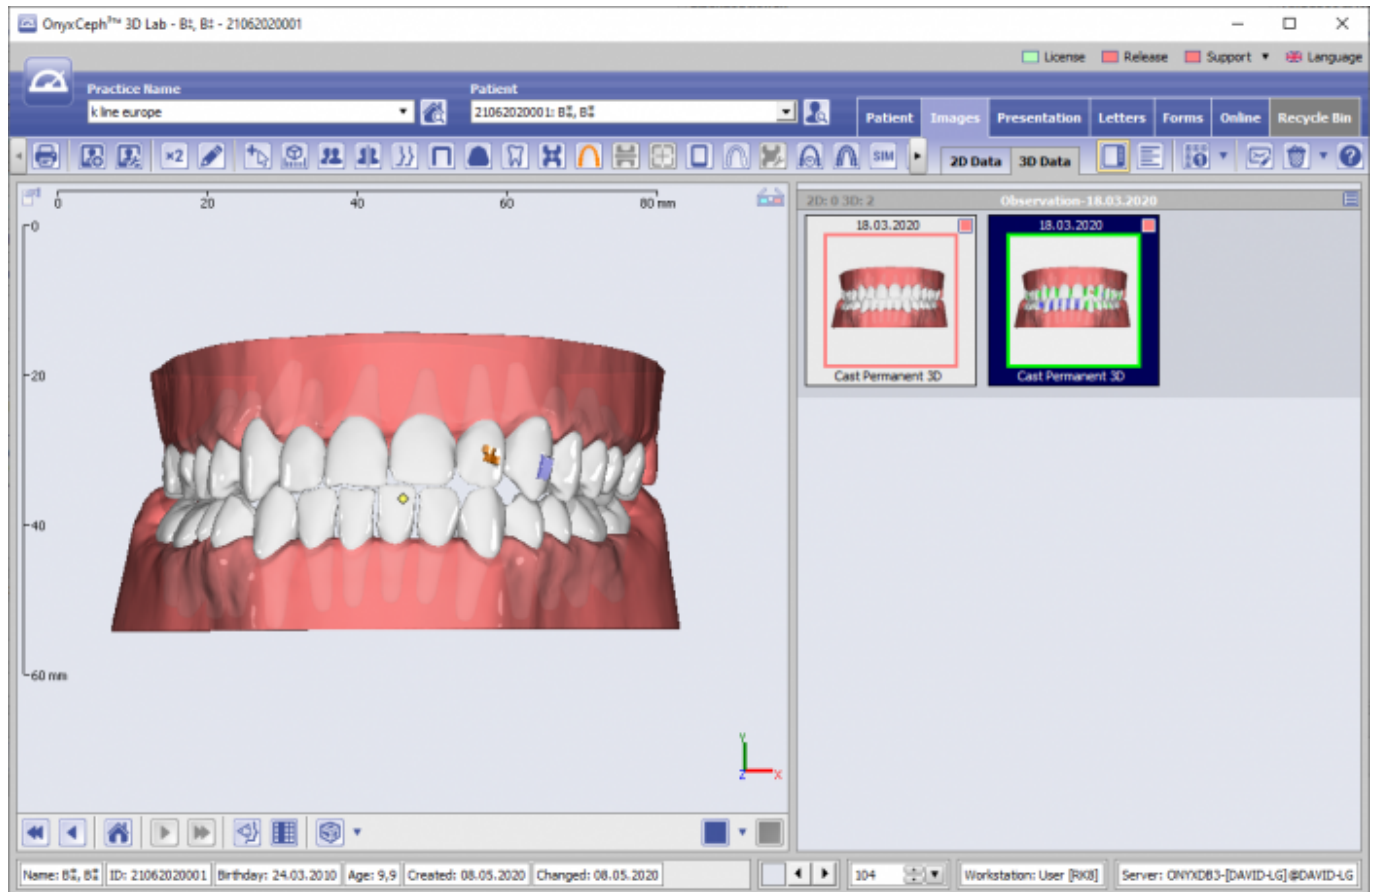 OnyxCeph³™ 3D Lab - B‡, B‡ - 21062020001
License Release Support Language
Practice Name Patient
k line europe 21062020001: B‡, B‡
Patient Images Presentation Letters Forms Online Recycle Bin
×2 SIM 2D Data 3D Data
0 20 40 60 80 mm
0
20
40
60 mm
Y
Z X
2D: 0 3D: 2 Observation-18.03.2020
18.03.2020 18.03.2020
Cast Permanent 3D Cast Permanent 3D
Name: B‡, B‡ ID: 21062020001 Birthday: 24.03.2010 Age: 9,9 Created: 08.05.2020 Changed: 08.05.2020 104 Workstation: User [RK8] Server: ONYXDB3-[DAVID-LG]@DAVID-LG